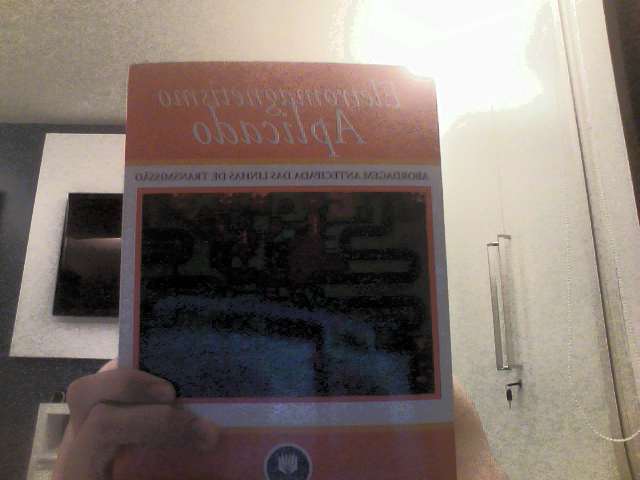 Eletromagnetismo
Aplicado
ABORDAGEM ANTECIPADA DAS LINHAS DE TRANSMISSÃO